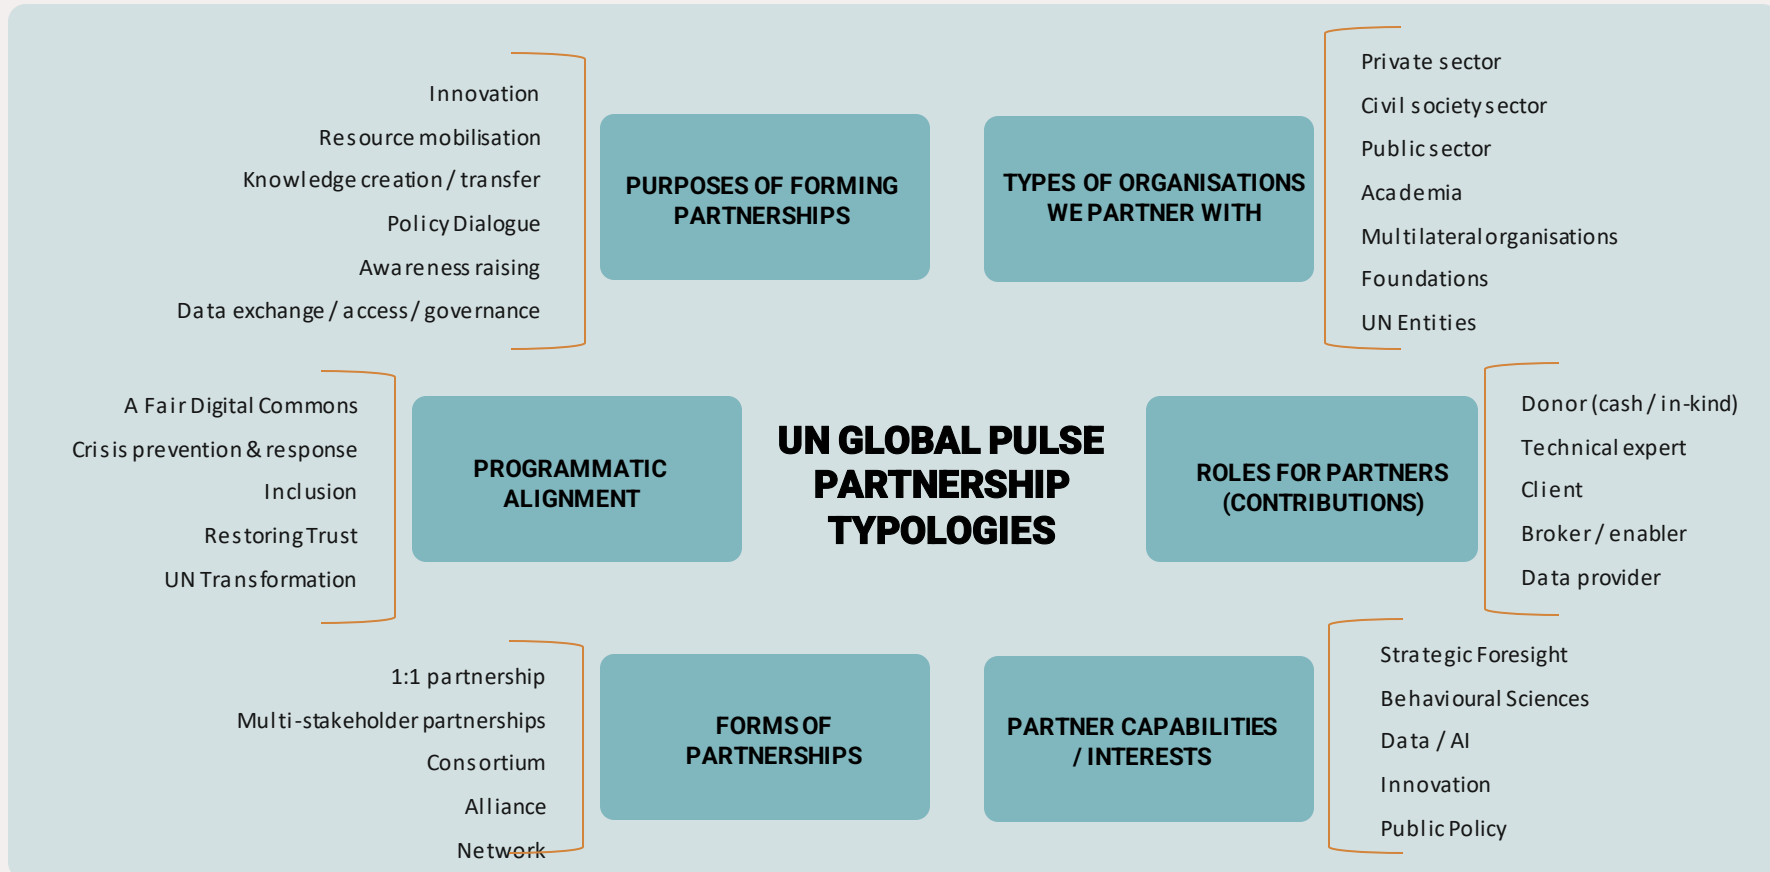 Innovation
Resource mobilisation
Knowledge creation / transfer
Policy Dialogue
Awareness raising
Data exchange / access / governance
PURPOSES OF FORMING
PARTNERSHIPS
TYPES OF ORGANISATIONS
WE PARTNER WITH
Private sector
Civil society sector
Public sector
Academia
Multilateral organisations
Foundations
UN Entities
A Fair Digital Commons
Crisis prevention & response
Inclusion
Restoring Trust
UN Transformation
PROGRAMMATIC
ALIGNMENT
UN GLOBAL PULSE
PARTNERSHIP
TYPOLOGIES
ROLES FOR PARTNERS
(CONTRIBUTIONS)
Donor (cash / in-kind)
Technical expert
Client
Broker / enabler
Data provider
1:1 partnership
Multi-stakeholder partnerships
Consortium
Alliance
Network
FORMS OF
PARTNERSHIPS
PARTNER CAPABILITIES
/ INTERESTS
Strategic Foresight
Behavioural Sciences
Data / AI
Innovation
Public Policy